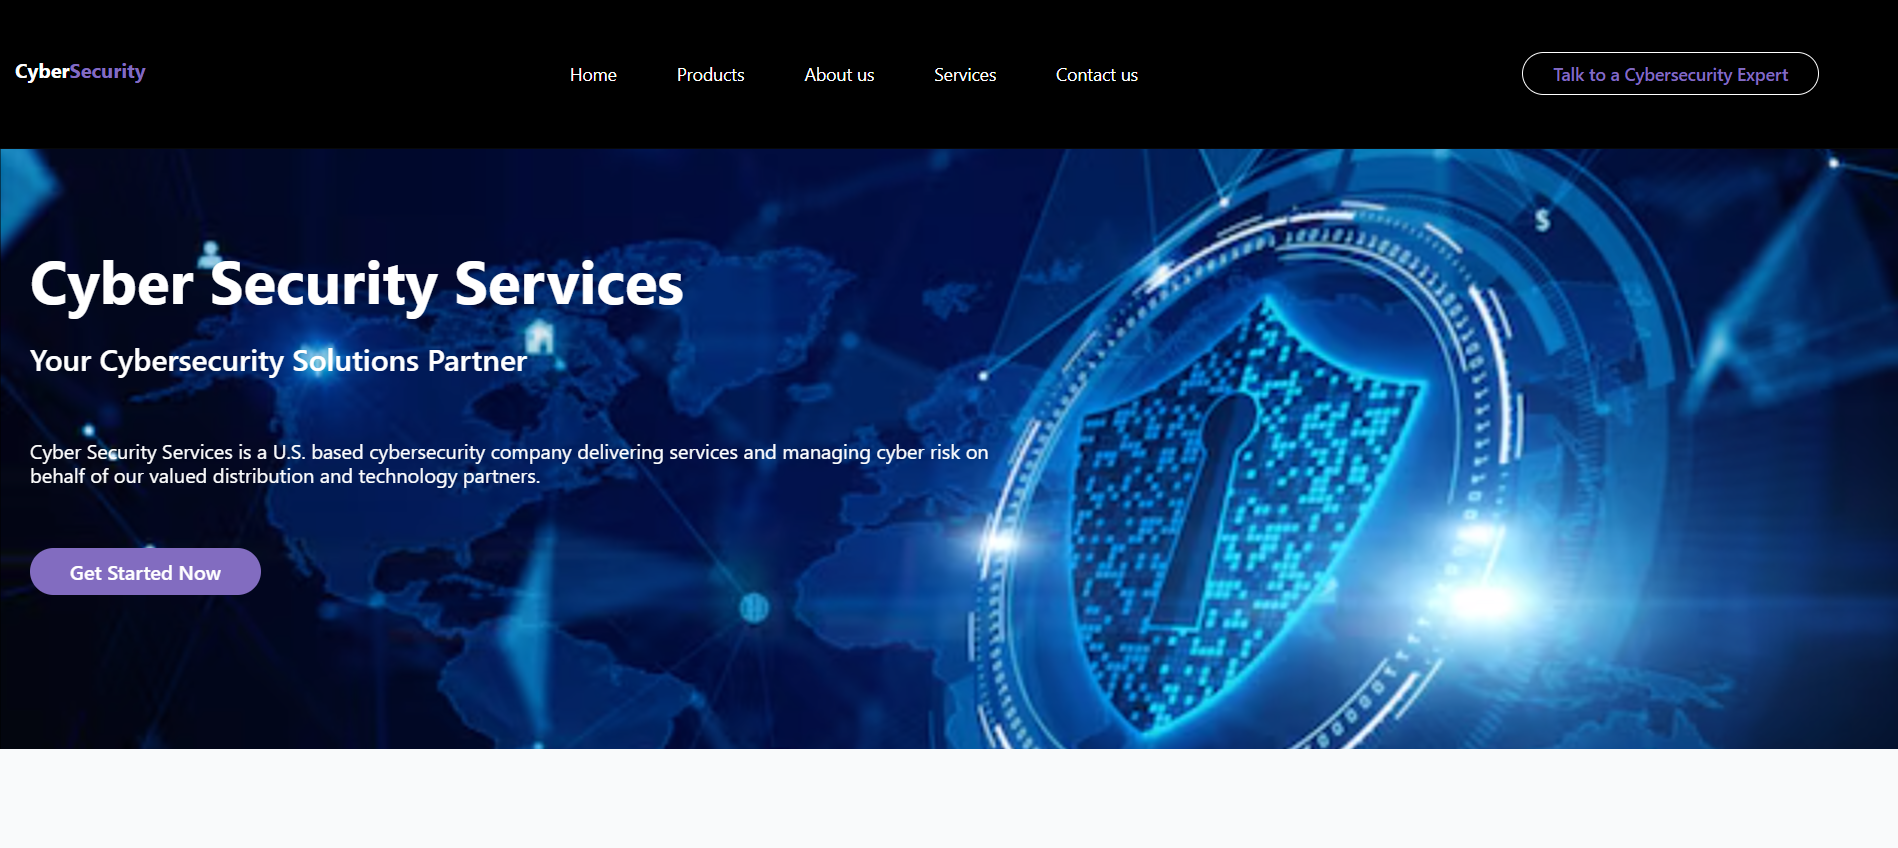 CyberSecurity
Home Products About us Services Contact us
Talk to a Cybersecurity Expert
Cyber Security Services
Your Cybersecurity Solutions Partner
Cyber Security Services is a U.S. based cybersecurity company delivering services and managing cyber risk on
behalf of our valued distribution and technology partners.
Get Started Now
$